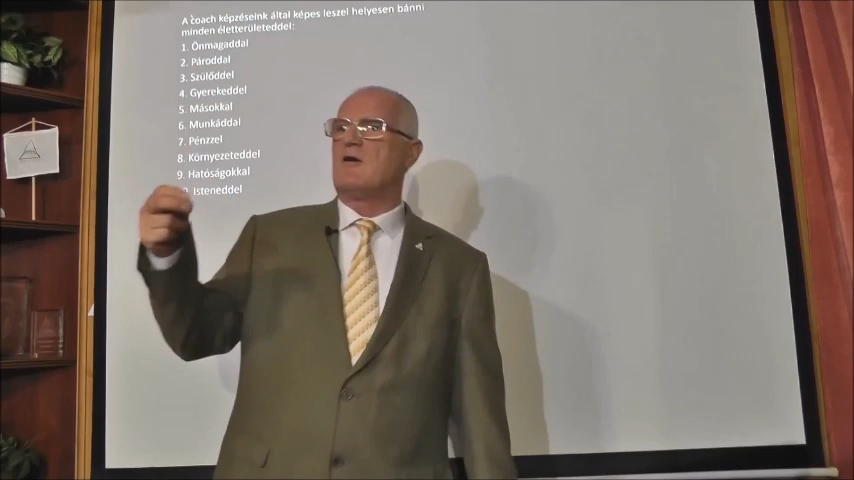 A coach képzéseink által képes leszel helyesen bánni
minden életterületeddel:
1. Önmagaddal
2. Pároddal
3. Szülőddel
4. Gyerekeddel
5. Másokkal
6. Munkáddal
7. Pénzzel
8. Környezeteddel
9. Hatóságokkal
Isteneddel